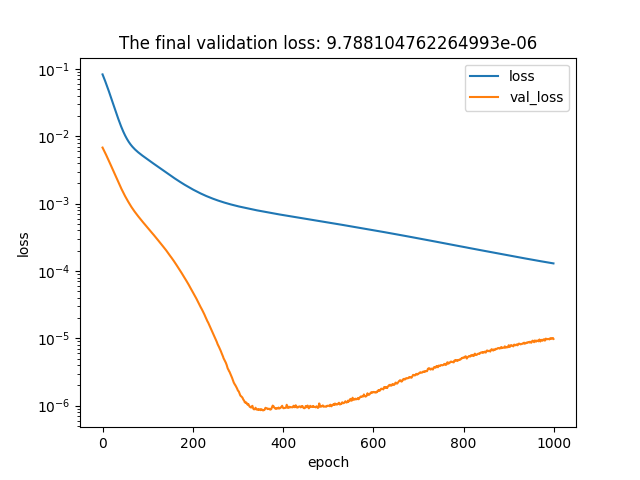 The final validation loss: 9.788104762264993e-06
loss
val_loss
10⁻¹
10⁻²
10⁻³
10⁻⁴
10⁻⁵
10⁻⁶
loss
0 200 400 600 800 1000
epoch